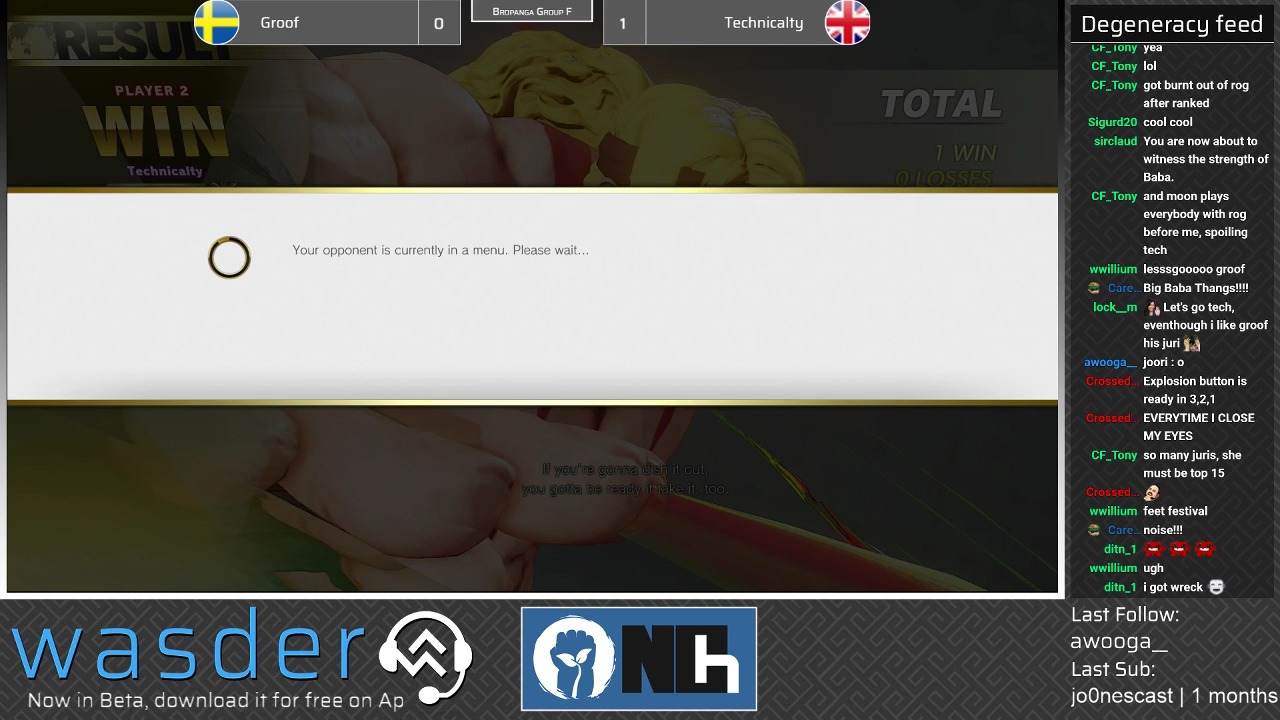 Groof
0
Bropanga Group F
1
Technicalty
RESULT
PLAYER 2
WIN
Technicalty
TOTAL
1 WIN
0 LOSSES
Your opponent is currently in a menu. Please wait...
If you're gonna dish it out,
you gotta be ready t take it, too.
wasder
Now in Beta, download it for free on Ap
Nh
Degeneracy feed
CF_Tony yea
CF_Tony lol
CF_Tony got burnt out of rog
after ranked
Sigurd20 cool cool
sirclaud You are now about to
witness the strength of
Baba.
CF_Tony and moon plays
everybody with rog
before me, spoiling
tech
wwillium lesssgooooo groof
Care... Big Baba Thangs!!!!
lock__m Let's go tech,
eventhough i like groof
his juri
awooga__ joori : o
Crossed... Explosion button is
ready in 3,2,1
Crossed... EVERYTIME I CLOSE
MY EYES
CF_Tony so many juris, she
must be top 15
Crossed...
wwillium feet festival
Care... noise!!!
ditn_1
wwillium ugh
ditn_1 i got wreck
Last Follow:
awooga__
Last Sub:
jo0nescast | 1 months